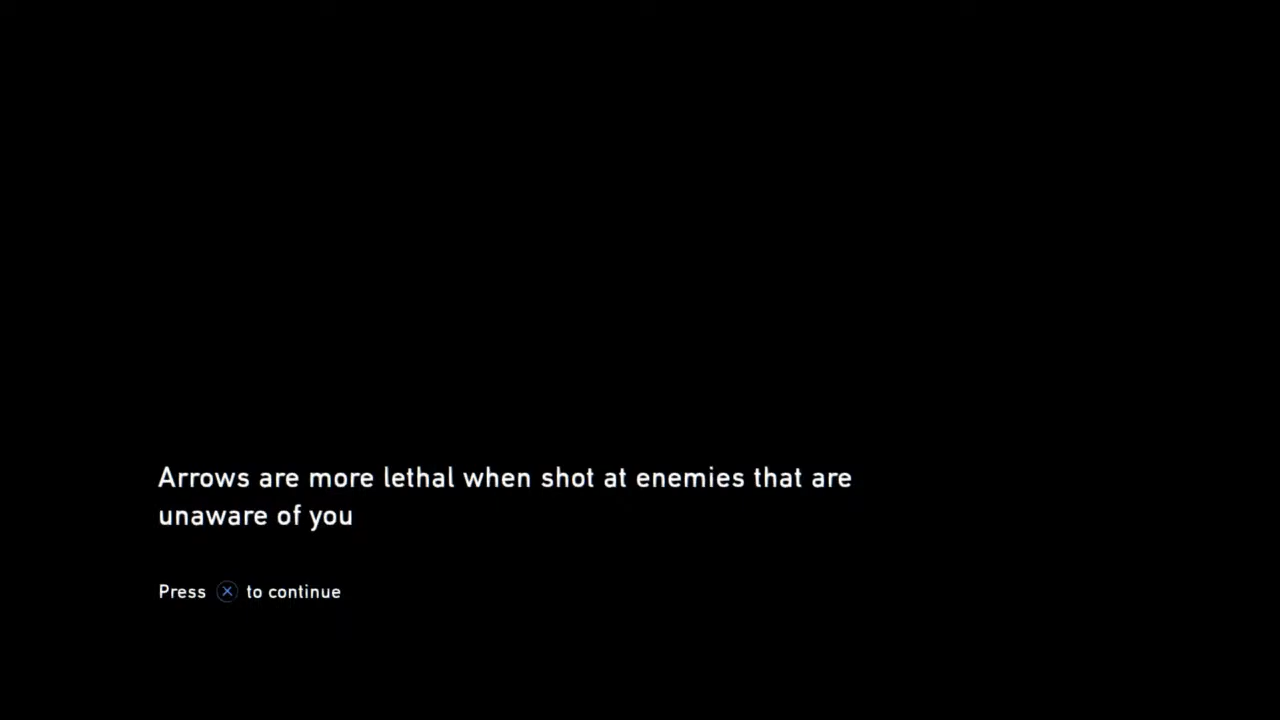 Arrows are more lethal when shot at enemies that are
unaware of you
Press ⓧ to continue